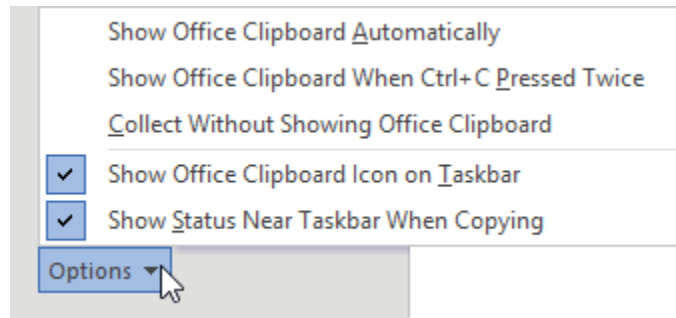 Show Office Clipboard Automatically
Show Office Clipboard When Ctrl+C Pressed Twice
Collect Without Showing Office Clipboard
Show Office Clipboard Icon on Taskbar
Show Status Near Taskbar When Copying
Options